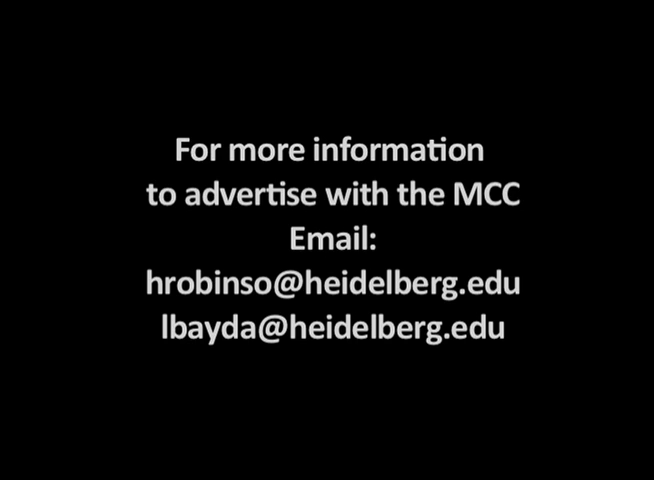 For more information
to advertise with the MCC
Email:
hrobinso@heidelberg.edu
lbayda@heidelberg.edu